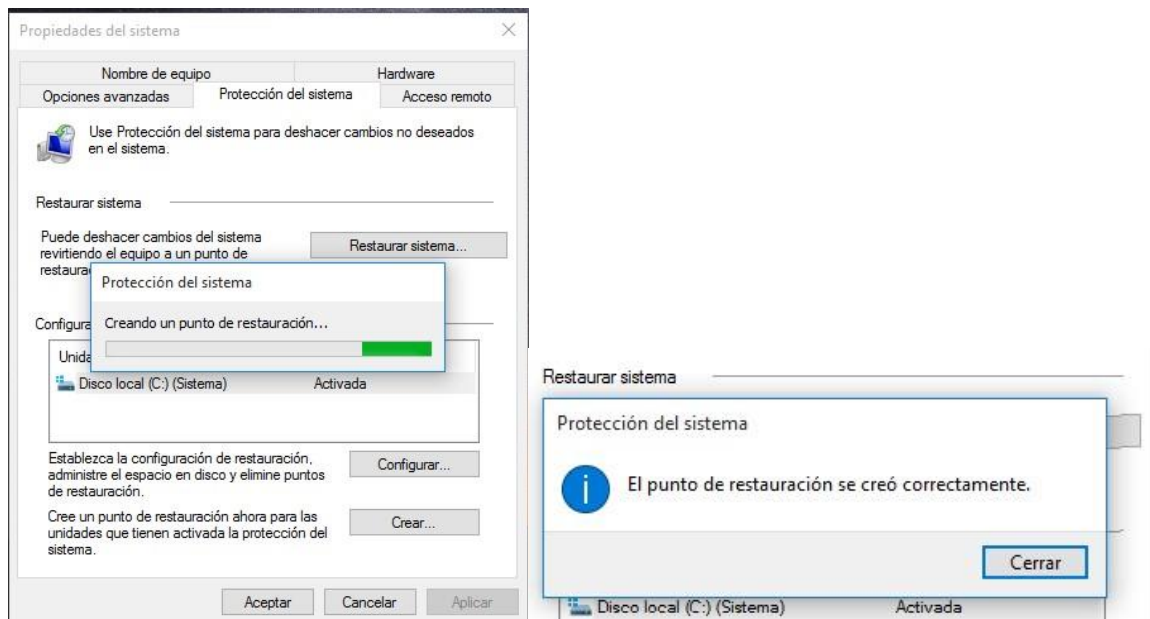 Propiedades del sistema
Nombre de equipo
Hardware
Opciones avanzadas
Protección del sistema
Acceso remoto
Use Protección del sistema para deshacer cambios no deseados
en el sistema.
Restaurar sistema
Puede deshacer cambios del sistema
revirtiendo el equipo a un punto de
Restaurar sistema...
Protección del sistema
Creando un punto de restauración...
Disco local (C:) (Sistema)
Activada
Establezca la configuración de restauración,
administre el espacio en disco y elimine puntos
de restauración.
Configurar...
Cree un punto de restauración ahora para las
unidades que tienen activada la protección del
sistema.
Crear...
Aceptar
Cancelar
Aplicar
Restaurar sistema
Protección del sistema
El punto de restauración se creó correctamente.
Cerrar
Disco local (C:) (Sistema)
Activada